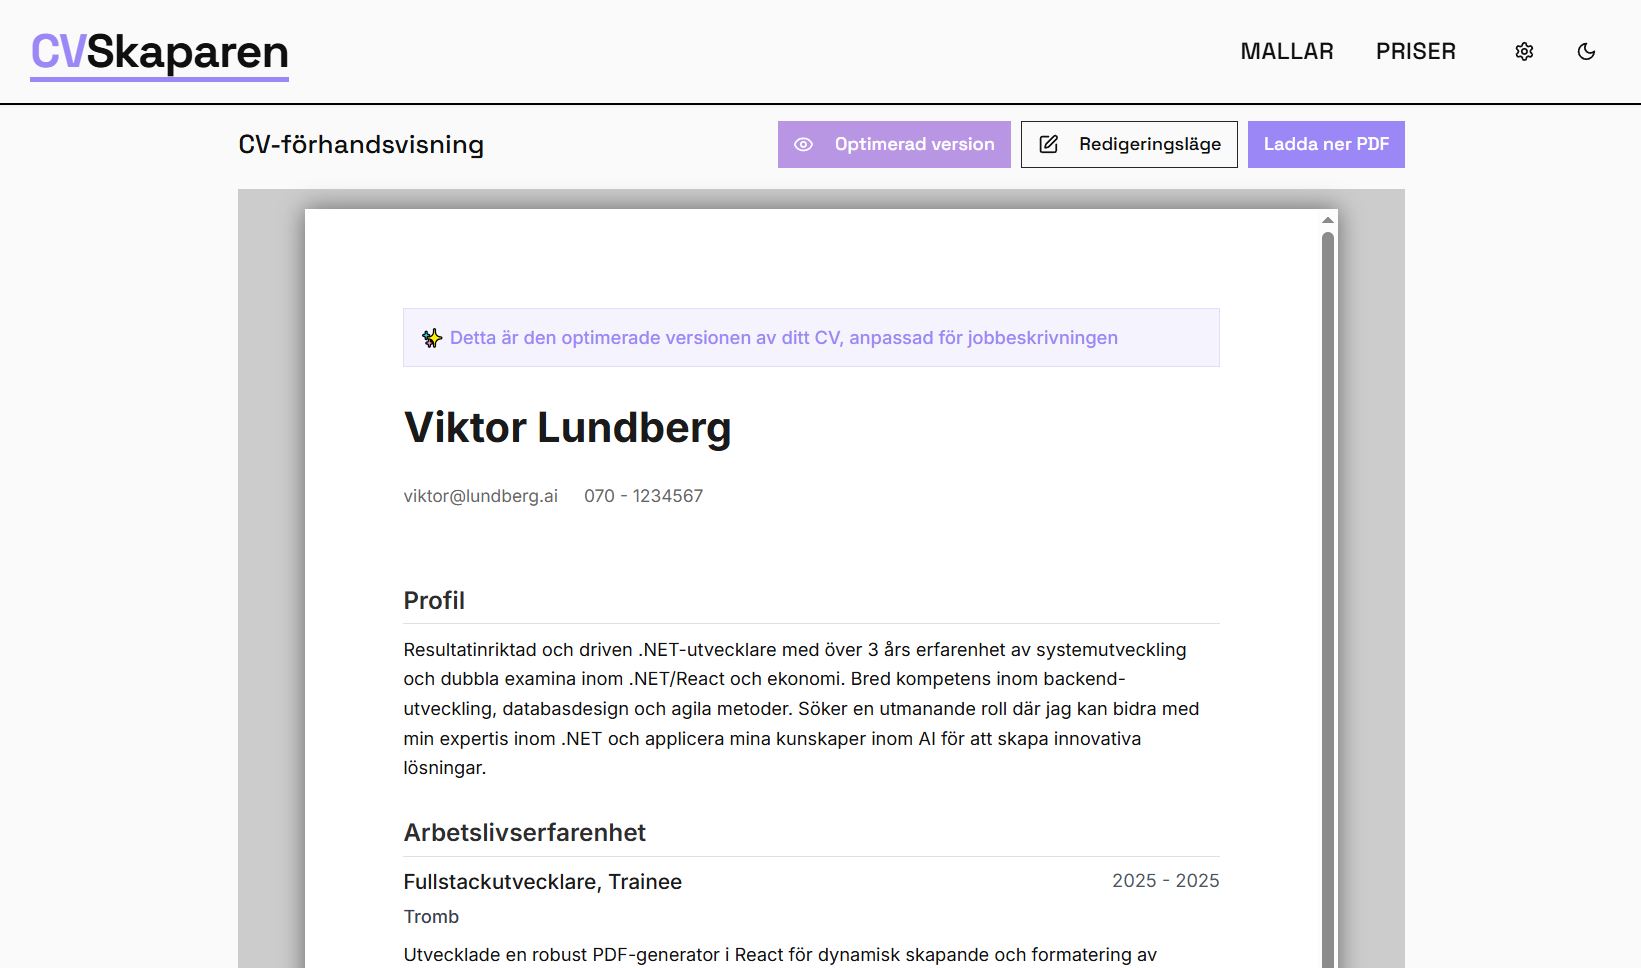 CVSkaparen
MALLAR
PRISER
CV-förhandsvisning
Optimerad version
Redigeringsläge
Ladda ner PDF
Detta är den optimerade versionen av ditt CV, anpassad för jobbeskrivningen
Viktor Lundberg
viktor@lundberg.ai 070 - 1234567
Profil
Resultatinriktad och driven .NET-utvecklare med över 3 års erfarenhet av systemutveckling
och dubbla examina inom .NET/React och ekonomi. Bred kompetens inom backend-
utveckling, databasdesign och agila metoder. Söker en utmanande roll där jag kan bidra med
min expertis inom .NET och applicera mina kunskaper inom AI för att skapa innovativa
lösningar.
Arbetslivserfarenhet
Fullstackutvecklare, Trainee 2025 - 2025
Tromb
Utvecklade en robust PDF-generator i React för dynamisk skapande och formatering av